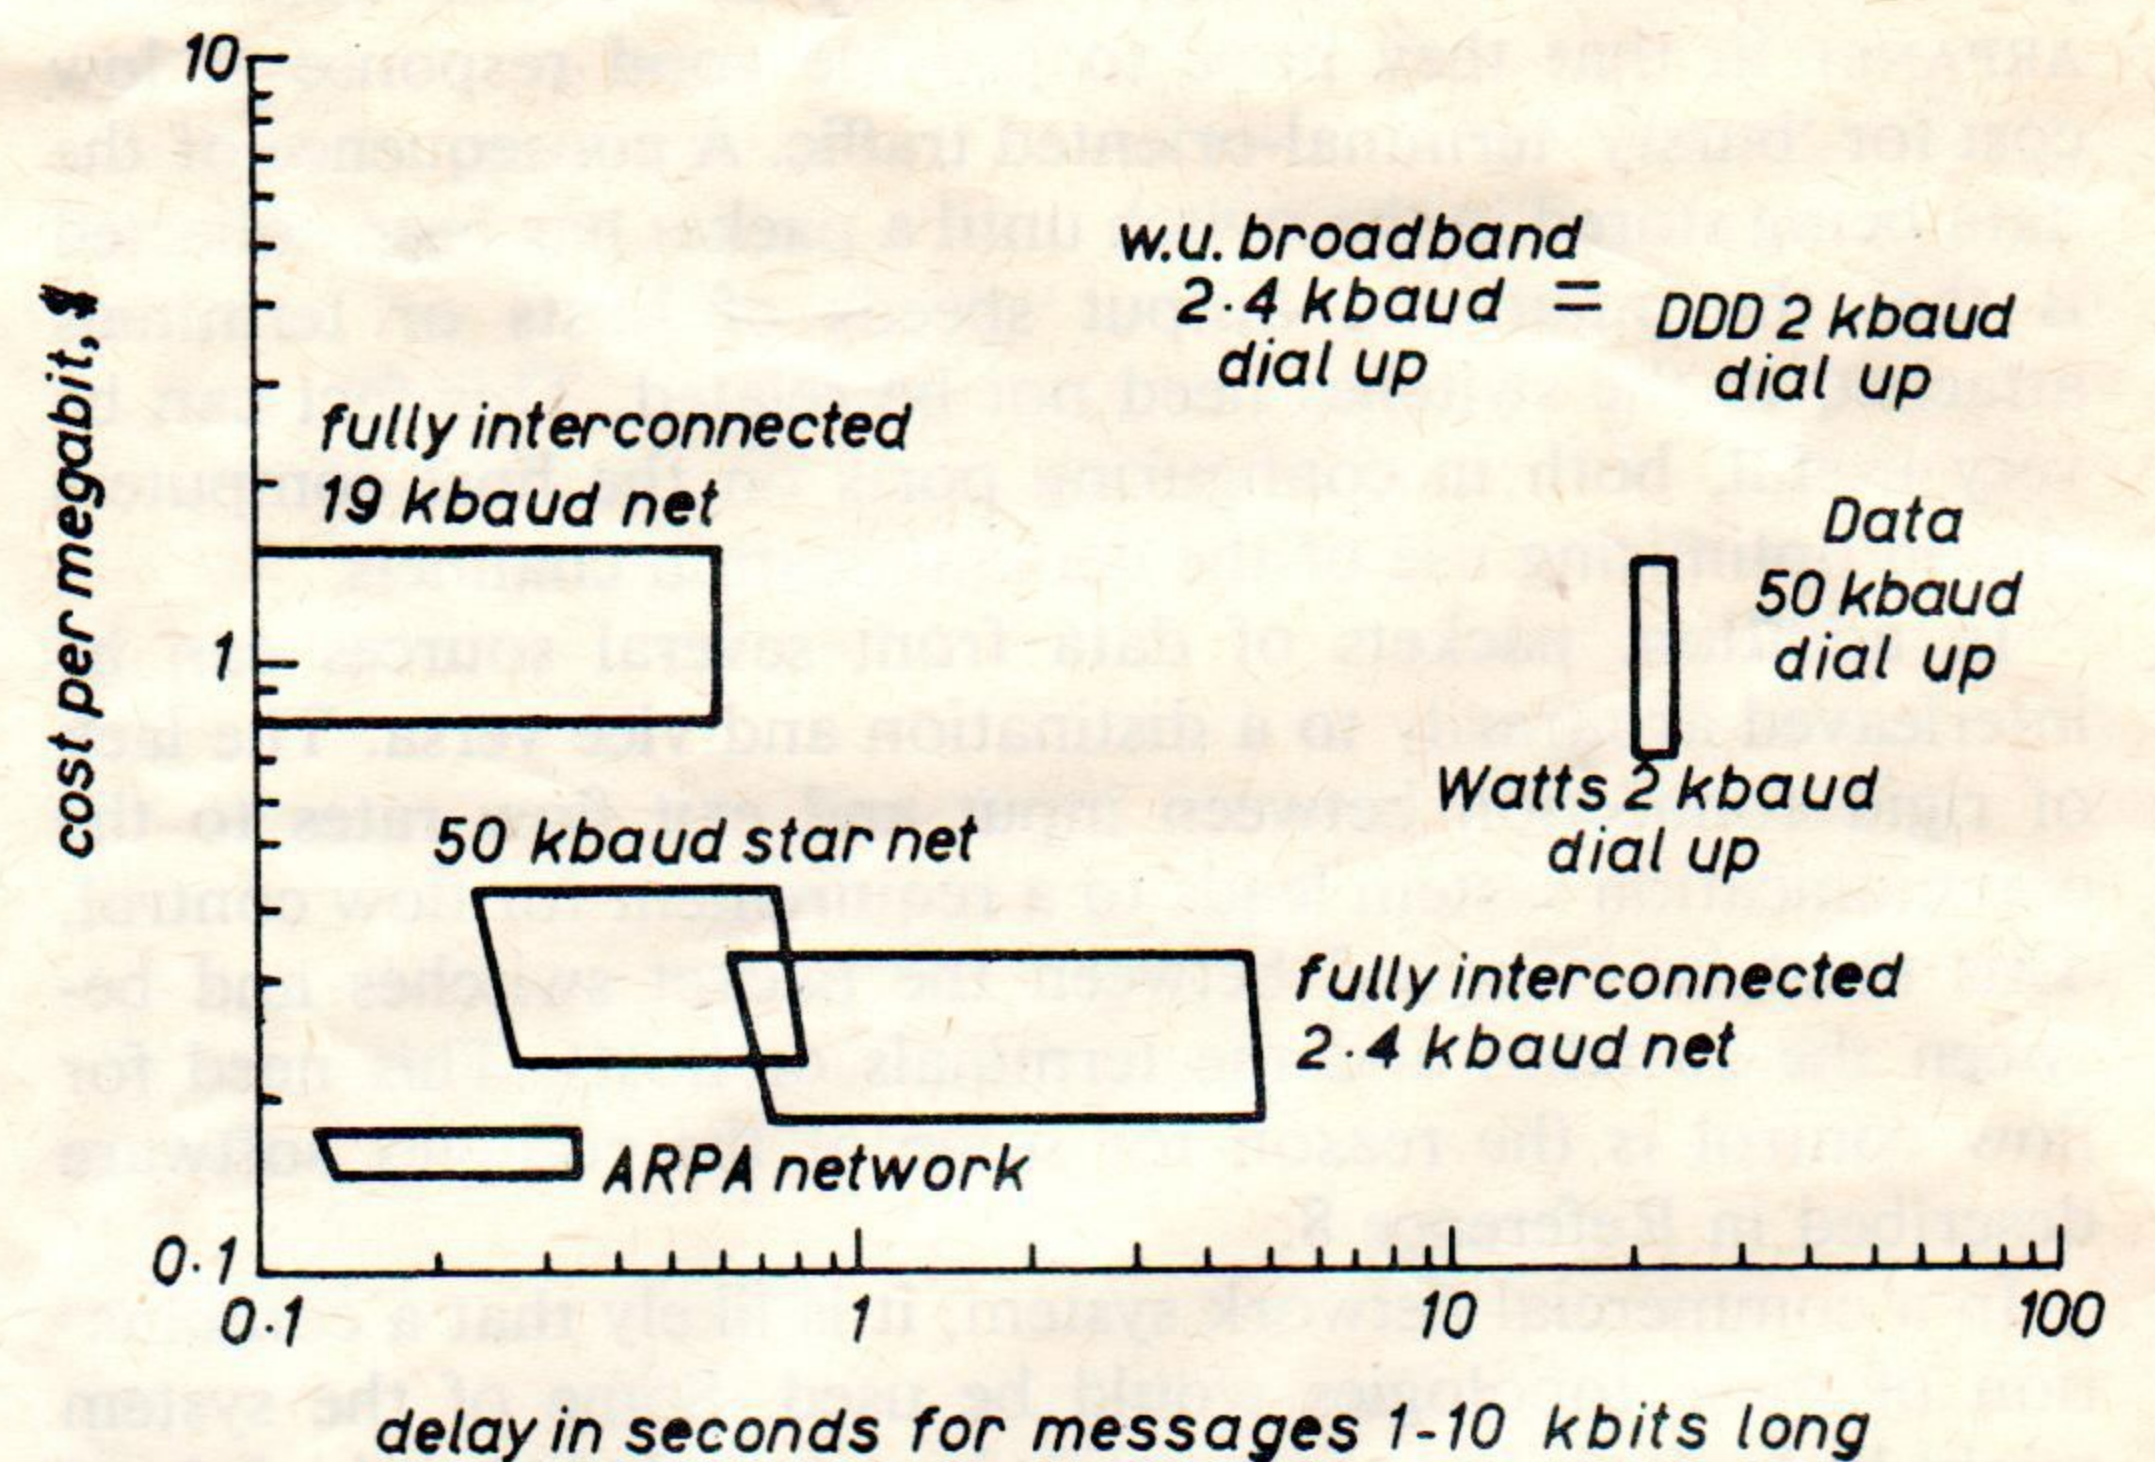 10
w.u. broadband
2.4 kbaud =
dial up
DDD 2 kbaud
dial up
fully interconnected
19 kbaud net
Data
50 kbaud
dial up
1
Watts 2 kbaud
dial up
50 kbaud star net
fully interconnected
2.4 kbaud net
ARPA network
0.1
0.1 1 10 100
cost per megabit, $
delay in seconds for messages 1-10 kbits long